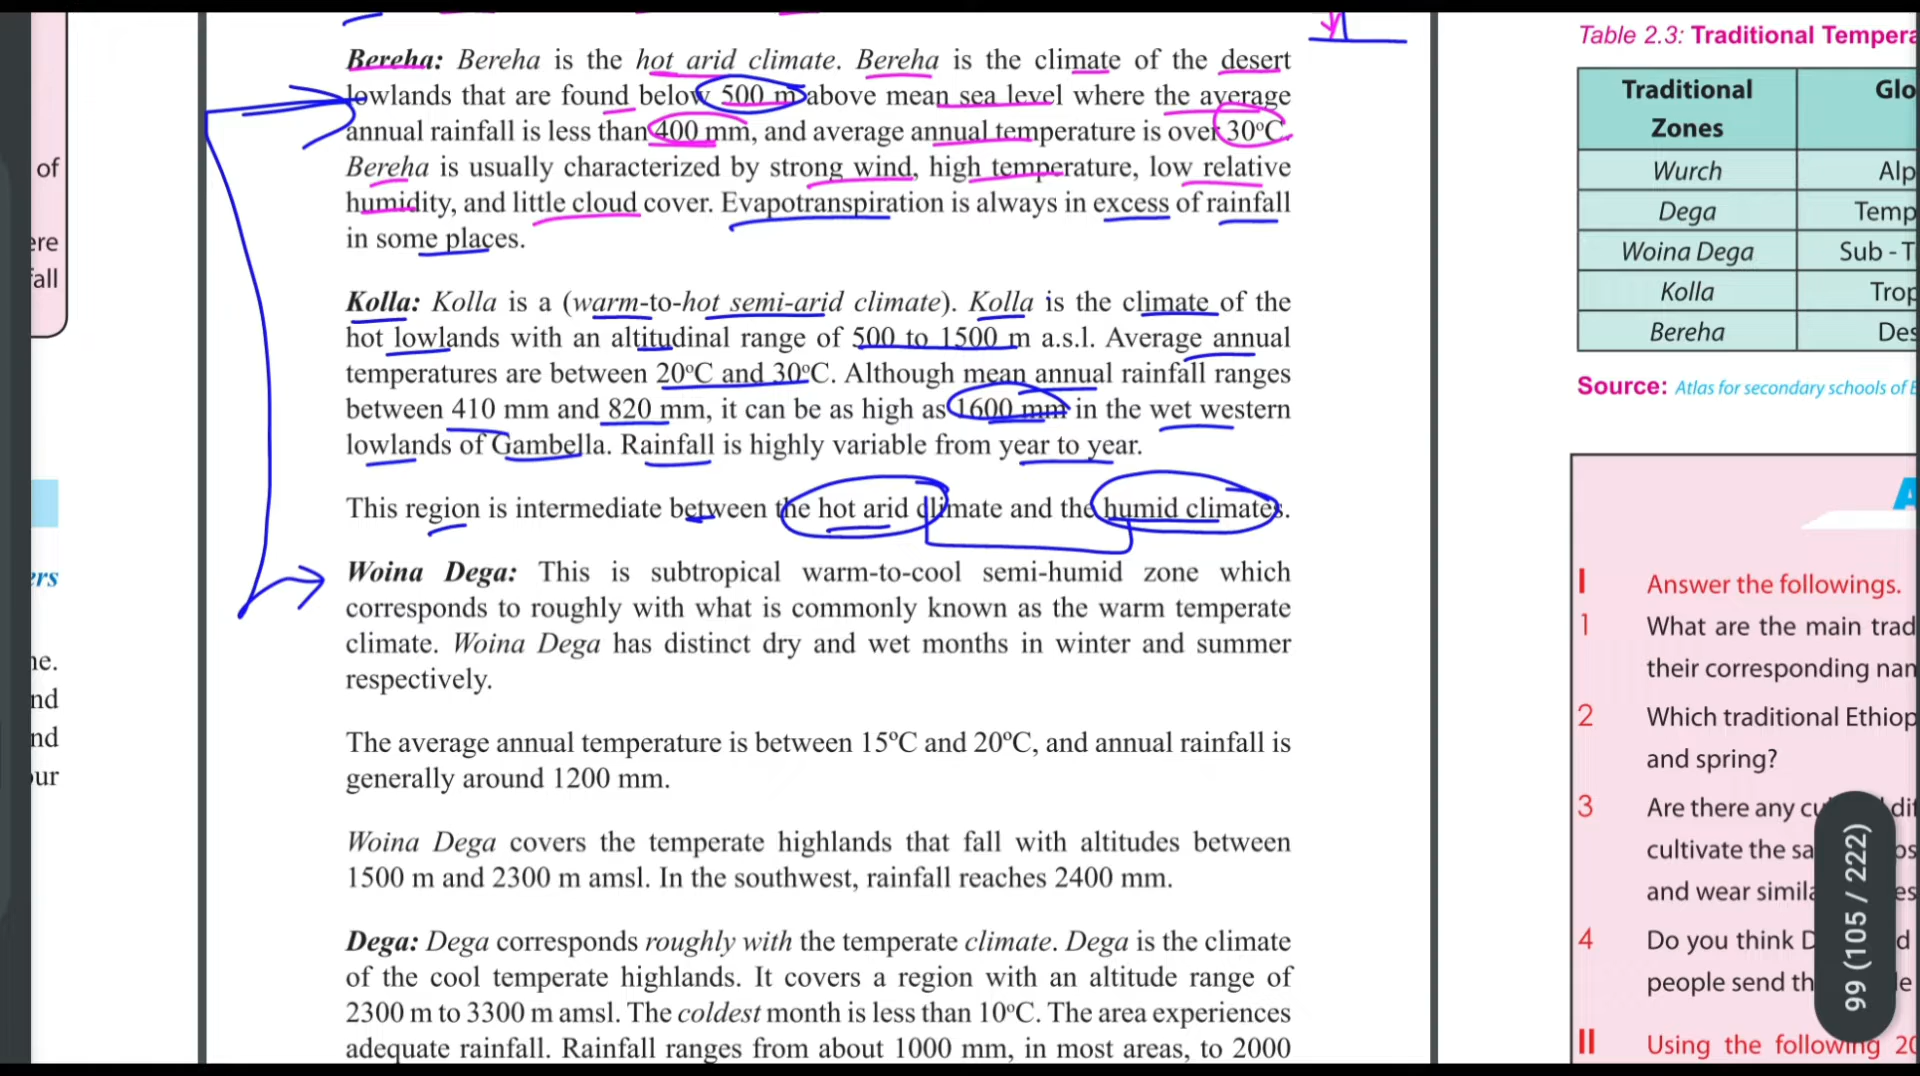 of
ere
fall
ers
ne.
nd
nd
our
Bereha: Bereha is the hot arid climate. Bereha is the climate of the desert
lowlands that are found below 500 m above mean sea level where the average
annual rainfall is less than 400 mm, and average annual temperature is over 30°C.
Bereha is usually characterized by strong wind, high temperature, low relative
humidity, and little cloud cover. Evapotranspiration is always in excess of rainfall
in some places.
Kolla: Kolla is a (warm-to-hot semi-arid climate). Kolla is the climate of the
hot lowlands with an altitudinal range of 500 to 1500 m a.s.l. Average annual
temperatures are between 20°C and 30°C. Although mean annual rainfall ranges
between 410 mm and 820 mm, it can be as high as 1600 mm in the wet western
lowlands of Gambella. Rainfall is highly variable from year to year.
This region is intermediate between the hot arid climate and the humid climates.
Woina Dega: This is subtropical warm-to-cool semi-humid zone which
corresponds to roughly with what is commonly known as the warm temperate
climate. Woina Dega has distinct dry and wet months in winter and summer
respectively.
The average annual temperature is between 15°C and 20°C, and annual rainfall is
generally around 1200 mm.
Woina Dega covers the temperate highlands that fall with altitudes between
1500 m and 2300 m amsl. In the southwest, rainfall reaches 2400 mm.
Dega: Dega corresponds roughly with the temperate climate. Dega is the climate
of the cool temperate highlands. It covers a region with an altitude range of
2300 m to 3300 m amsl. The coldest month is less than 10°C. The area experiences
adequate rainfall. Rainfall ranges from about 1000 mm, in most areas, to 2000
Table 2.3: Traditional Tempera
Traditional Zones Glo
Wurch Alp
Dega Temp
Woina Dega Sub - T
Kolla Trop
Bereha Des
Source: Atlas for secondary schools of E
A
I Answer the followings.
1 What are the main trad
their corresponding nam
2 Which traditional Ethiop
and spring?
3 Are there any cu dif
cultivate the sa ps
and wear simila es
4 Do you think D d
people send th le
II Using the following 20
99 (105 / 222)